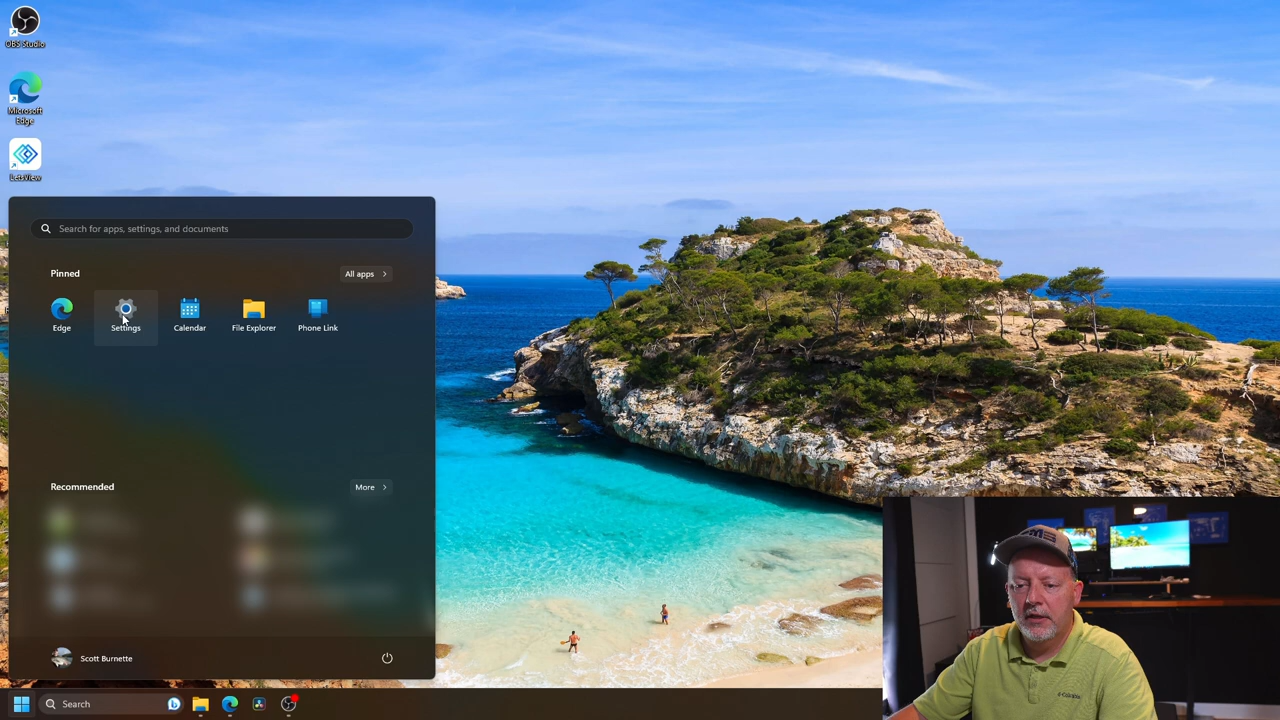 OBS Studio
Microsoft
Edge
LetsView
Search for apps, settings, and documents
Pinned
All apps
Edge
Settings
Calendar
File Explorer
Phone Link
Recommended
More
Scott Burnette
Search